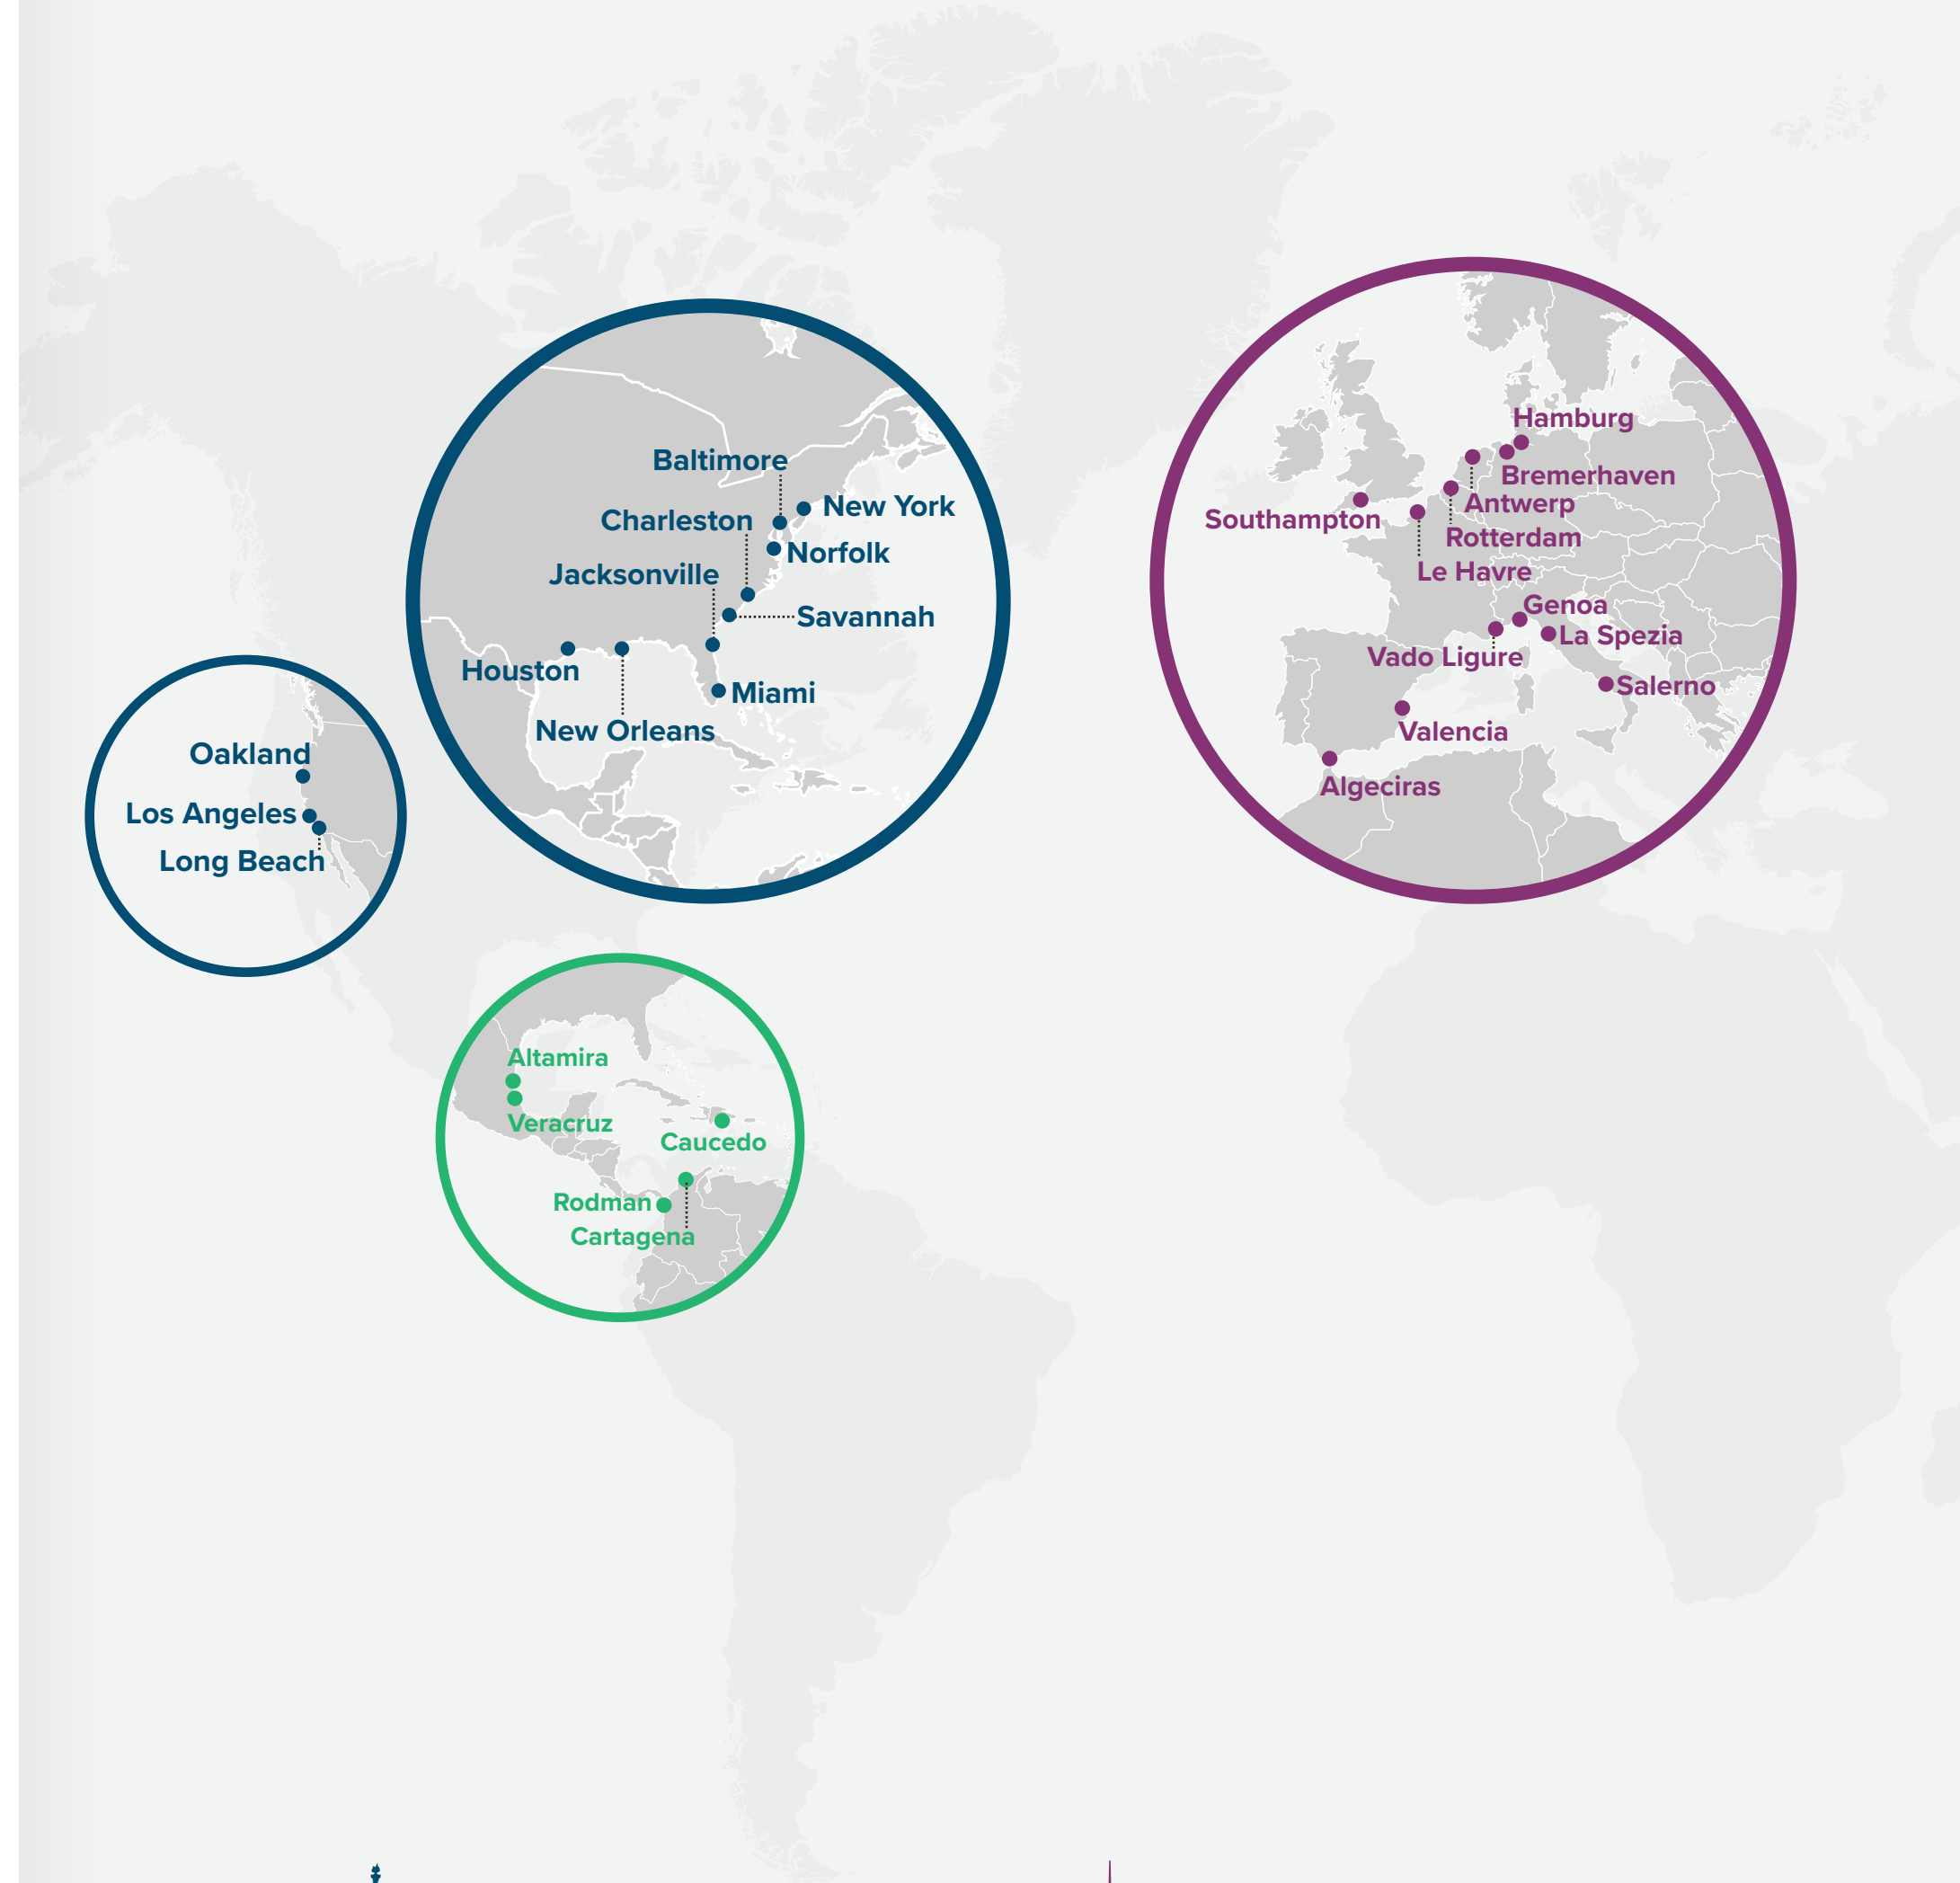 Baltimore
New York
Charleston
Norfolk
Jacksonville
Savannah
Houston
Miami
New Orleans
Oakland
Los Angeles
Long Beach
Hamburg
Bremerhaven
Antwerp
Southampton
Rotterdam
Le Havre
Genoa
La Spezia
Vado Ligure
Salerno
Valencia
Algeciras
Altamira
Veracruz
Caucedo
Rodman
Cartagena